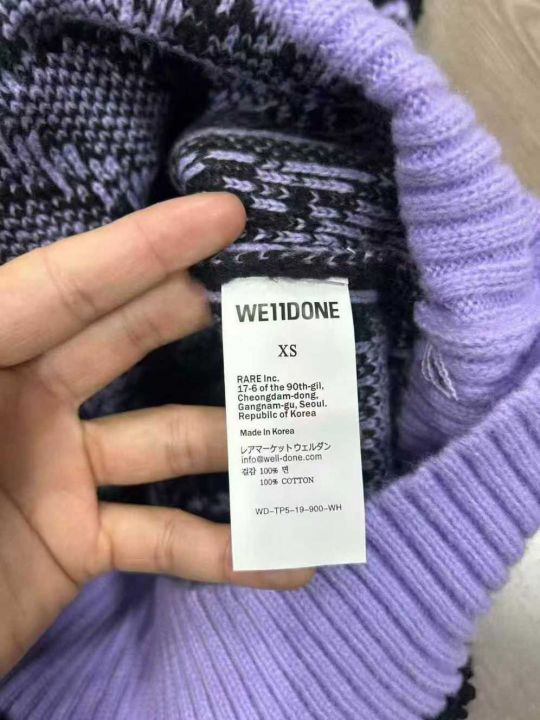 WE11DONE
XS
RARE Inc.
17-6 of the 90th-gil,
Cheongdam-dong,
Gangnam-gu, Seoul.
Republic of Korea
Made in Korea
レアマーケットウェルダン
info@well-done.com
겉감 100% 면
100% COTTON
WD-TP5-19-900-WH